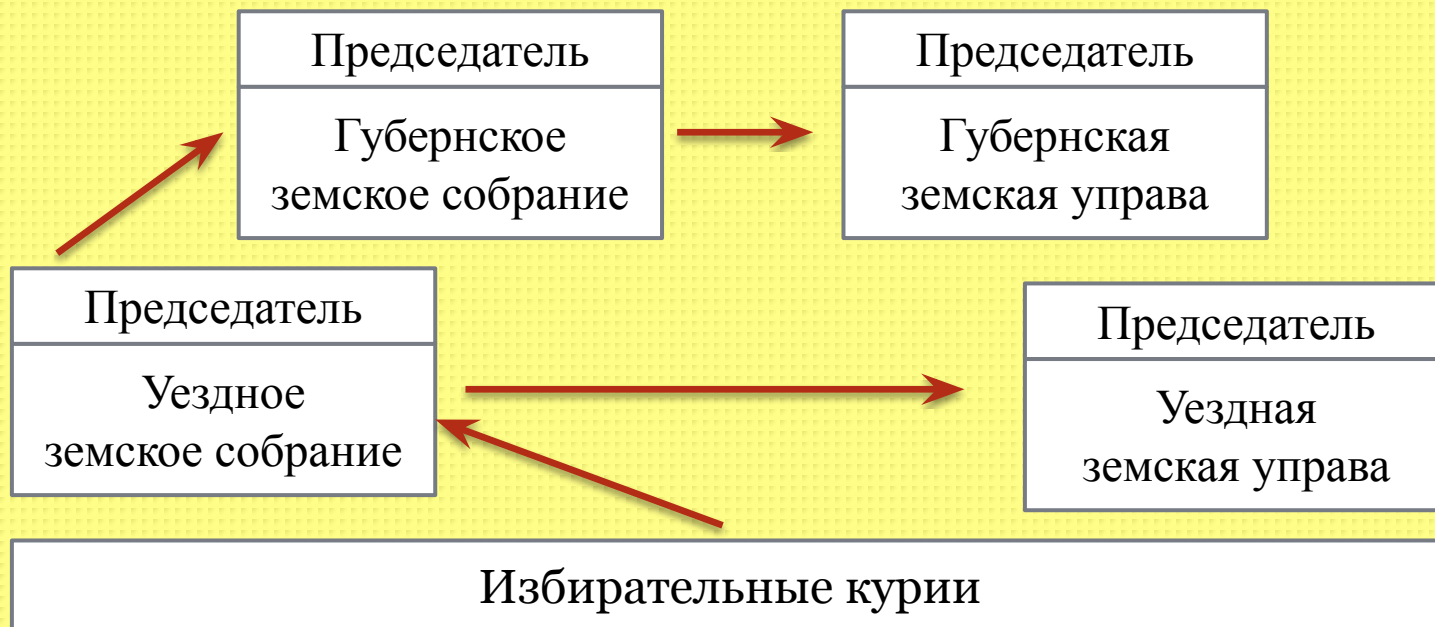 Председатель
Губернское
земское собрание
Председатель
Губернская
земская управа
Председатель
Уездное
земское собрание
Председатель
Уездная
земская управа
Избирательные курии